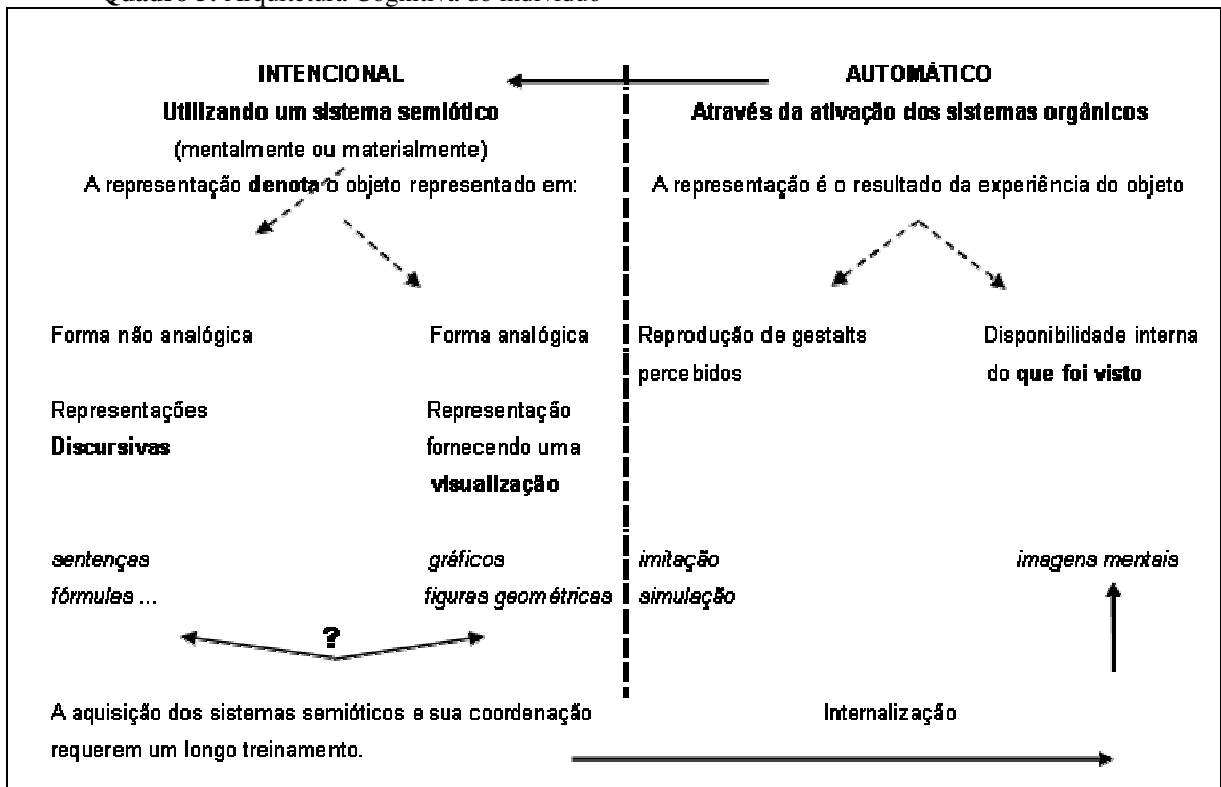 Quadro 3: Arquitetura Cognitiva do indivíduo
INTENCIONAL
Utilizando um sistema semiótico
(mentalmente ou materialmente)
A representação denota o objeto representado em:
AUTOMÁTICO
Através da ativação dos sistemas orgânicos
A representação é o resultado da experiência do objeto
Forma não analógica
Forma analógica
Reprodução de gestalts
percebidos
Disponibilidade interna
do que foi visto
Representações
Discursivas
Representação
fornecendo uma
visualização
sentenças
fórmulas ...
gráficos
figuras geométricas
imitação
simulação
imagens mentais
?
A aquisição dos sistemas semióticos e sua coordenação
requerem um longo treinamento.
Internalização